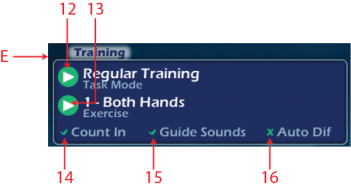 12 13
E
Training
Regular Training
Task Mode
1 - Both Hands
Exercise
Count In Guide Sounds x Auto Dif
14 15 16